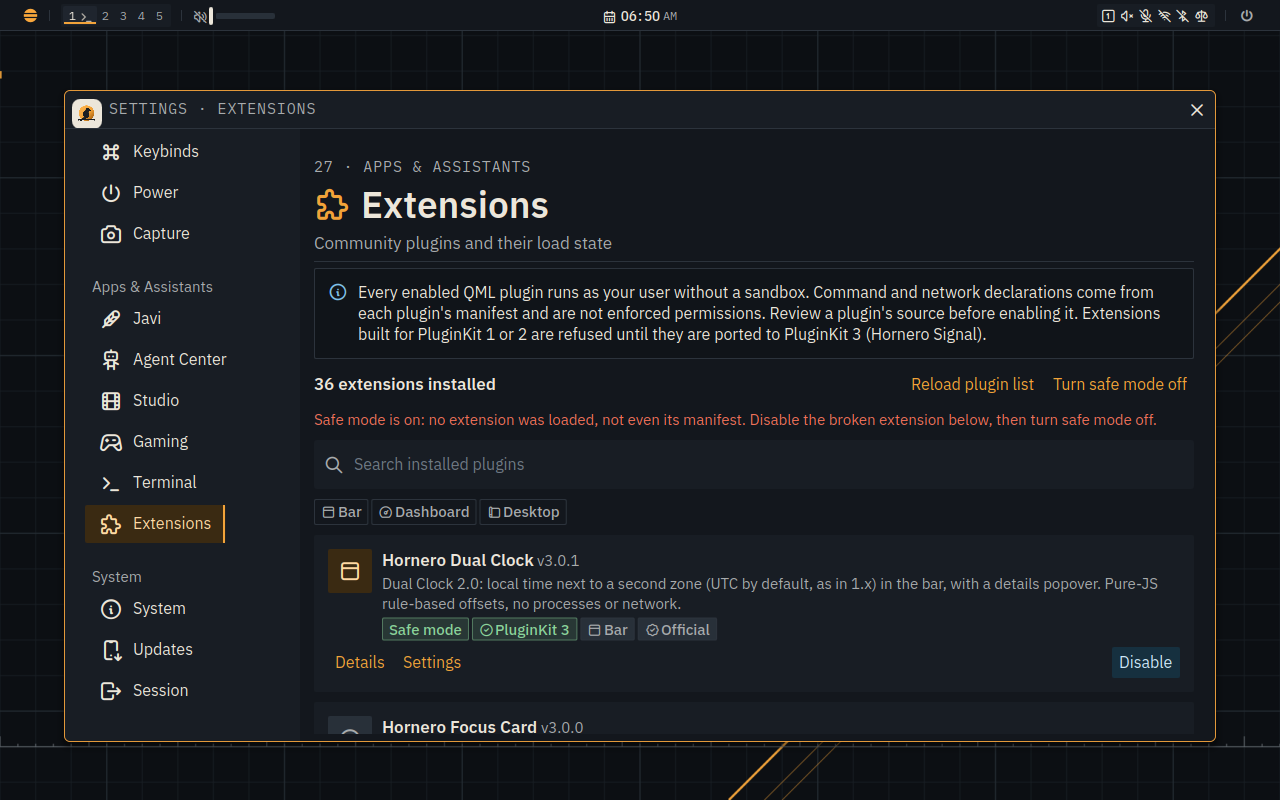 1 2 3 4 5
06:50 AM
1
SETTINGS · EXTENSIONS
Keybinds
Power
Capture
Apps & Assistants
Javi
Agent Center
Studio
Gaming
Terminal
Extensions
System
System
Updates
Session
27 · APPS & ASSISTANTS
Extensions
Community plugins and their load state
Every enabled QML plugin runs as your user without a sandbox. Command and network declarations come from
each plugin's manifest and are not enforced permissions. Review a plugin's source before enabling it. Extensions
built for PluginKit 1 or 2 are refused until they are ported to PluginKit 3 (Hornero Signal).
36 extensions installed
Reload plugin list Turn safe mode off
Safe mode is on: no extension was loaded, not even its manifest. Disable the broken extension below, then turn safe mode off.
Search installed plugins
Bar Dashboard Desktop
Hornero Dual Clock v3.0.1
Dual Clock 2.0: local time next to a second zone (UTC by default, as in 1.x) in the bar, with a details popover. Pure-JS
rule-based offsets, no processes or network.
Safe mode PluginKit 3 Bar Official
Details Settings Disable
Hornero Focus Card v3.0.0